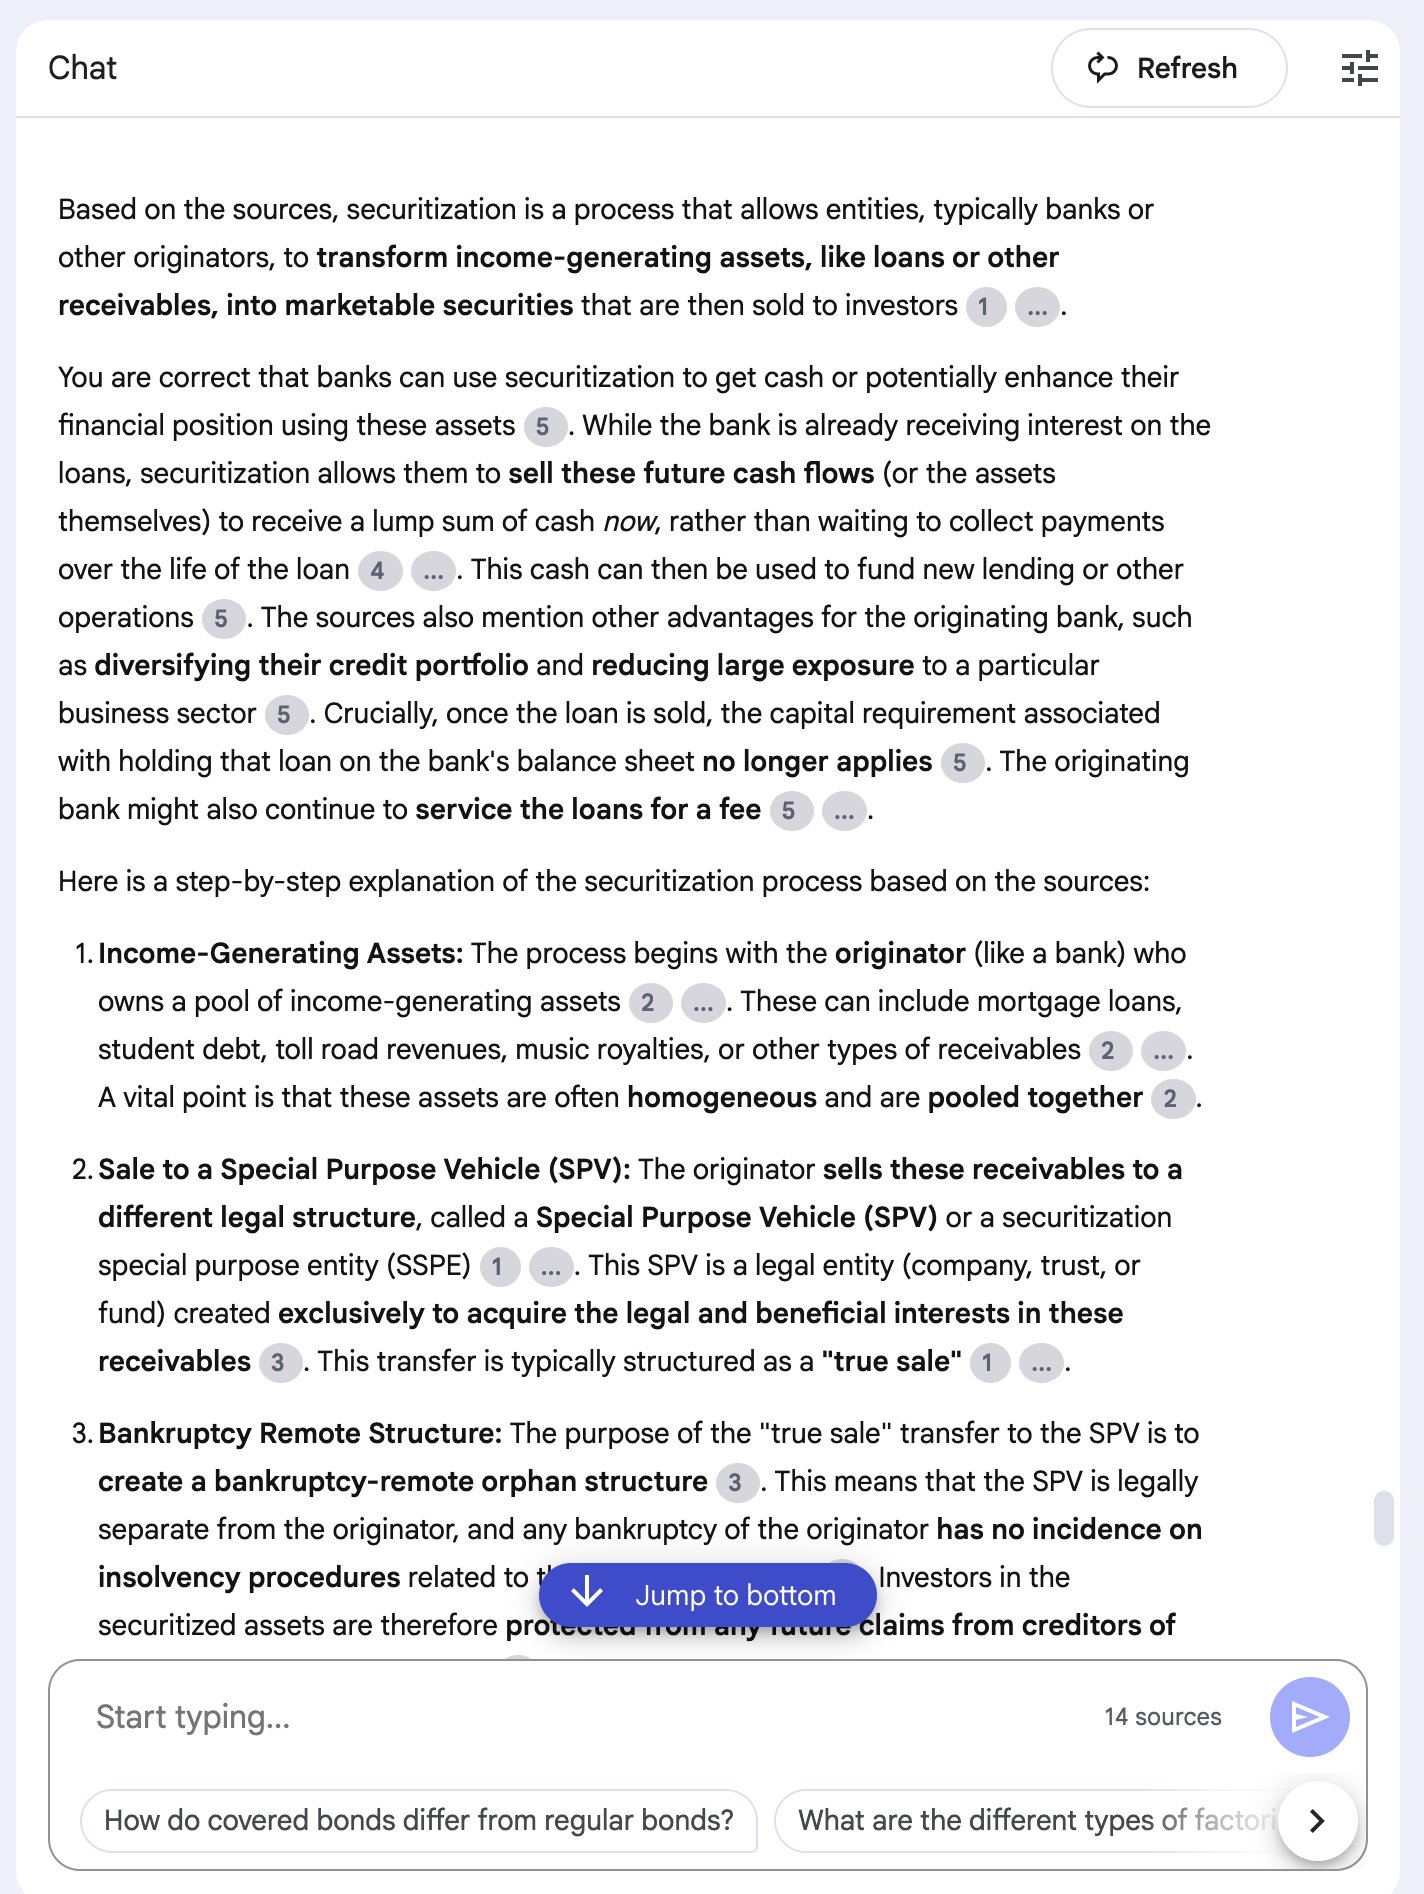 Chat
Refresh
Based on the sources, securitization is a process that allows entities, typically banks or
other originators, to transform income-generating assets, like loans or other
receivables, into marketable securities that are then sold to investors 1 ... .
You are correct that banks can use securitization to get cash or potentially enhance their
financial position using these assets 5 . While the bank is already receiving interest on the
loans, securitization allows them to sell these future cash flows (or the assets
themselves) to receive a lump sum of cash now, rather than waiting to collect payments
over the life of the loan 4 ... . This cash can then be used to fund new lending or other
operations 5 . The sources also mention other advantages for the originating bank, such
as diversifying their credit portfolio and reducing large exposure to a particular
business sector 5 . Crucially, once the loan is sold, the capital requirement associated
with holding that loan on the bank's balance sheet no longer applies 5 . The originating
bank might also continue to service the loans for a fee 5 ... .
Here is a step-by-step explanation of the securitization process based on the sources:
1. Income-Generating Assets: The process begins with the originator (like a bank) who
owns a pool of income-generating assets 2 ... . These can include mortgage loans,
student debt, toll road revenues, music royalties, or other types of receivables 2 ... .
A vital point is that these assets are often homogeneous and are pooled together 2 .
2. Sale to a Special Purpose Vehicle (SPV): The originator sells these receivables to a
different legal structure, called a Special Purpose Vehicle (SPV) or a securitization
special purpose entity (SSPE) 1 ... . This SPV is a legal entity (company, trust, or
fund) created exclusively to acquire the legal and beneficial interests in these
receivables 3 . This transfer is typically structured as a "true sale" 1 ... .
3. Bankruptcy Remote Structure: The purpose of the "true sale" transfer to the SPV is to
create a bankruptcy-remote orphan structure 3 . This means that the SPV is legally
separate from the originator, and any bankruptcy of the originator has no incidence on
insolvency procedures related to Investors in the
Jump to bottom
securitized assets are therefore protected from any future claims from creditors of
Start typing...
14 sources
How do covered bonds differ from regular bonds?
What are the different types of